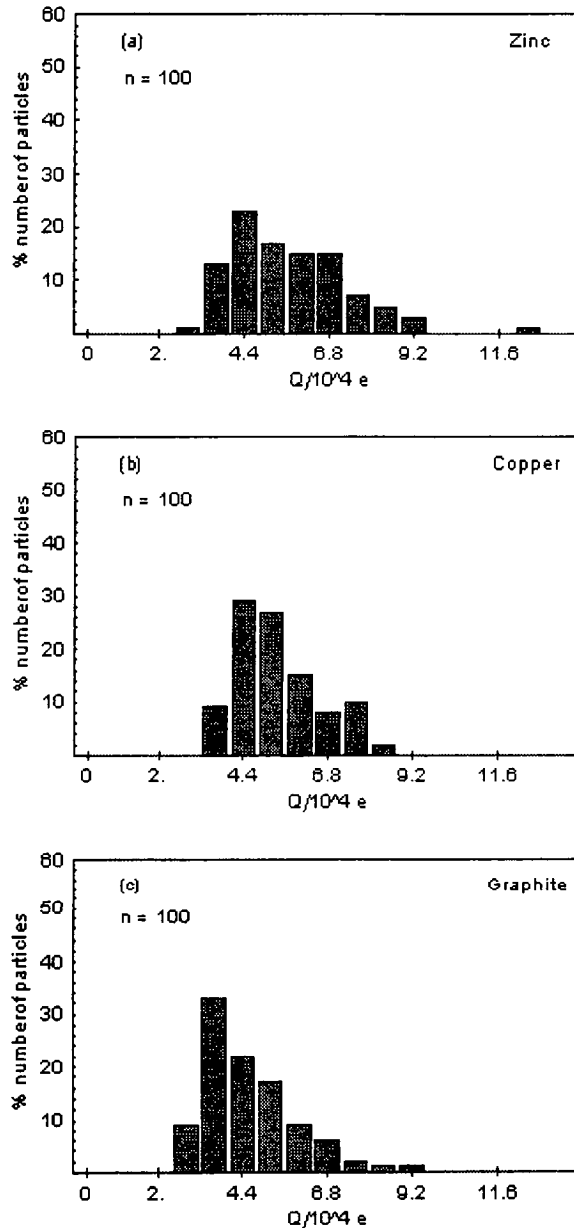 60
(a) Zinc
n = 100
50
40
30
20
10
% number of particles
0 2. 4.4 6.8 9.2 11.6
Q/10^4 e
60
(b) Copper
n = 100
50
40
30
20
10
% number of particles
0 2. 4.4 6.8 9.2 11.6
Q/10^4 e
60
(c) Graphite
n = 100
50
40
30
20
10
% number of particles
0 2. 4.4 6.8 9.2 11.6
Q/10^4 e